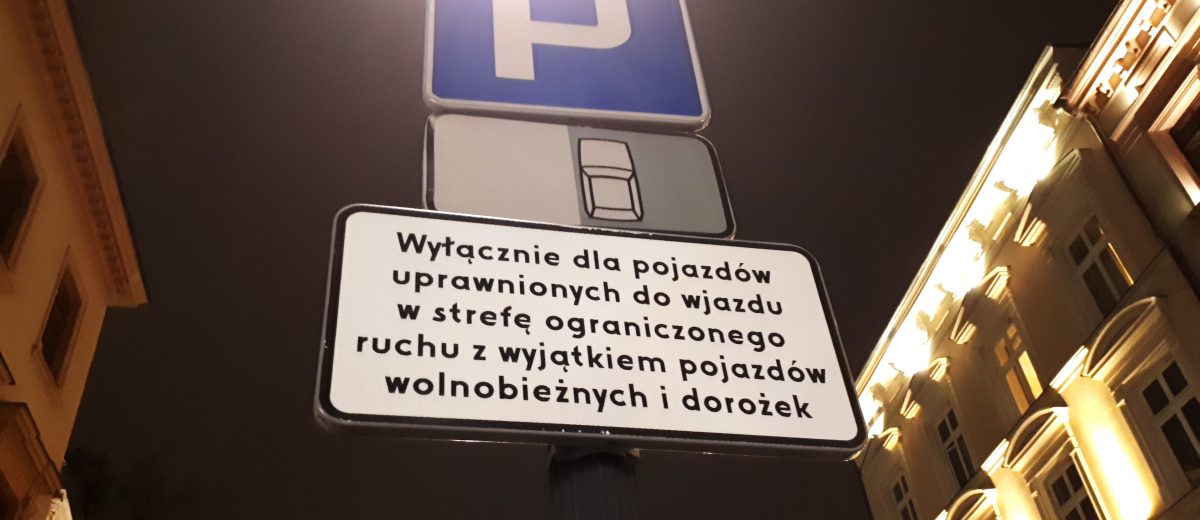 P
Wyłącznie dla pojazdów
uprawnionych do wjazdu
w strefę ograniczonego
ruchu z wyjątkiem pojazdów
wolnobieżnych i dorożek